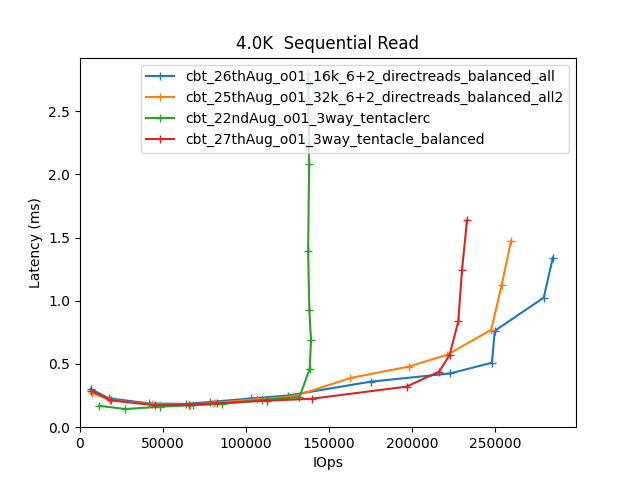 4.0K  Sequential Read
cbt_26thAug_o01_16k_6+2_directreads_balanced_all
cbt_25thAug_o01_32k_6+2_directreads_balanced_all2
cbt_22ndAug_o01_3way_tentaclerc
cbt_27thAug_o01_3way_tentacle_balanced
Latency (ms)
2.5
2.0
1.5
1.0
0.5
0.0
0 50000 100000 150000 200000 250000
IOps